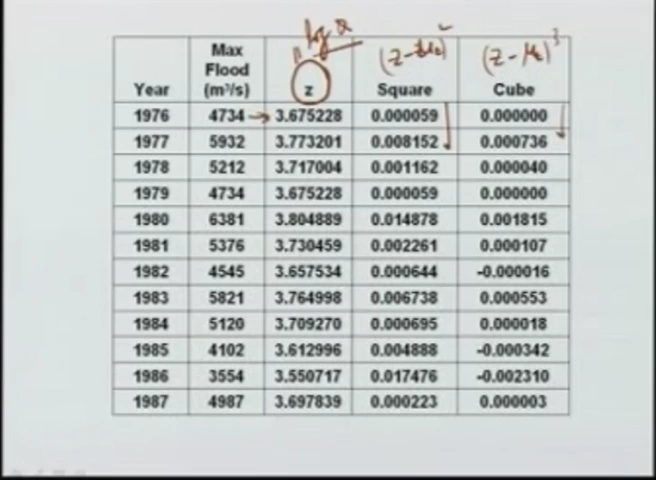 log Q
(z-μz)² (z-μz)³
Year Max Flood (m³/s) z Square Cube
1976 4734 → 3.675228 0.000059 0.000000
1977 5932 3.773201 0.008152 0.000736
1978 5212 3.717004 0.001162 0.000040
1979 4734 3.675228 0.000059 0.000000
1980 6381 3.804889 0.014878 0.001815
1981 5376 3.730459 0.002261 0.000107
1982 4545 3.657534 0.000644 -0.000016
1983 5821 3.764998 0.006738 0.000553
1984 5120 3.709270 0.000695 0.000018
1985 4102 3.612996 0.004888 -0.000342
1986 3554 3.550717 0.017476 -0.002310
1987 4987 3.697839 0.000223 0.000003